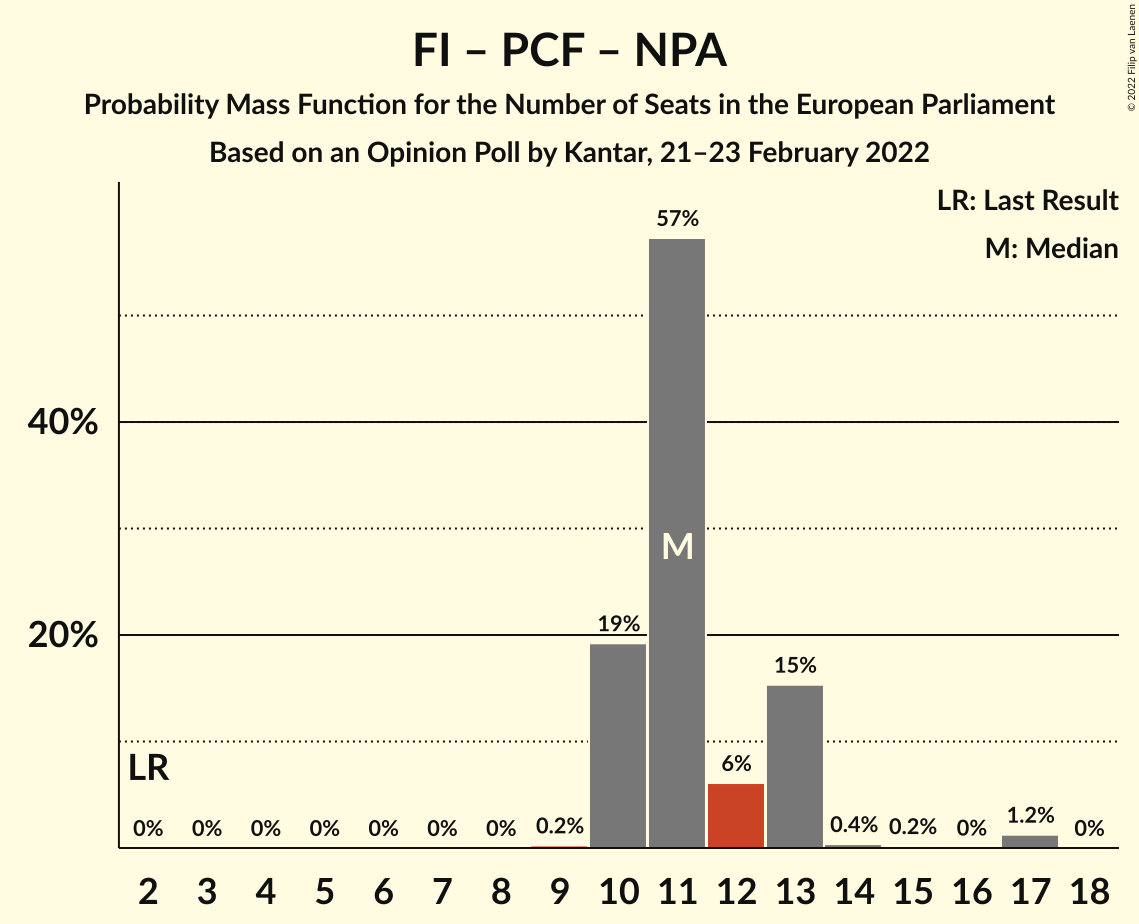 FI – PCF – NPA
Probability Mass Function for the Number of Seats in the European Parliament
Based on an Opinion Poll by Kantar, 21–23 February 2022
© 2022 Filip van Laenen
LR: Last Result
M: Median
57%
40%
M
20%
19%
15%
LR
6%
0% 0% 0% 0% 0% 0% 0% 0.2% 0.4% 0.2% 0% 1.2% 0%
2 3 4 5 6 7 8 9 10 11 12 13 14 15 16 17 18